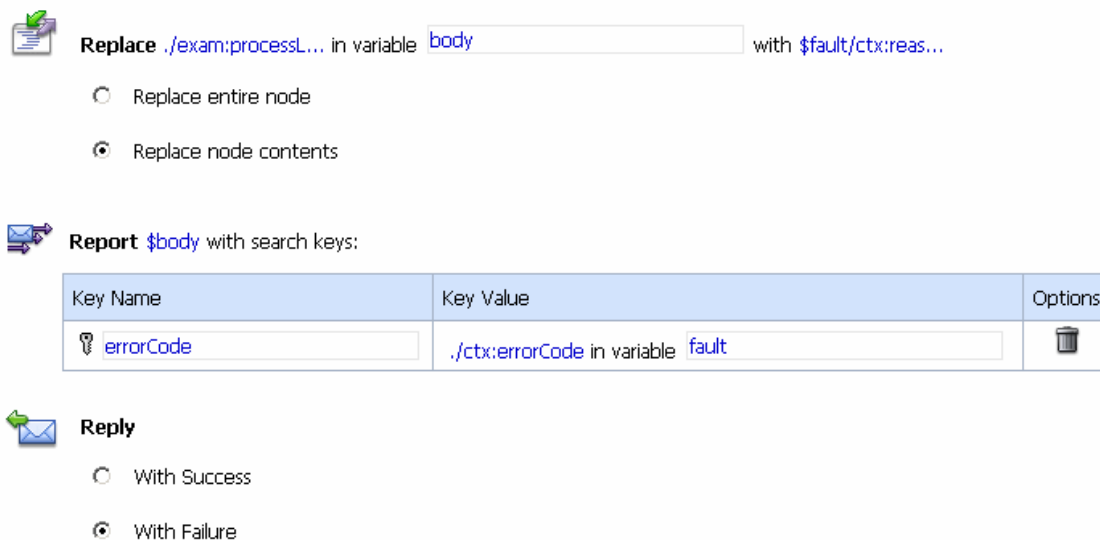 Replace ./exam:processL... in variable body with $fault/ctx:reas...
Replace entire node
Replace node contents
Report $body with search keys:
Key Name Key Value Options
errorCode ./ctx:errorCode in variable fault
Reply
With Success
With Failure